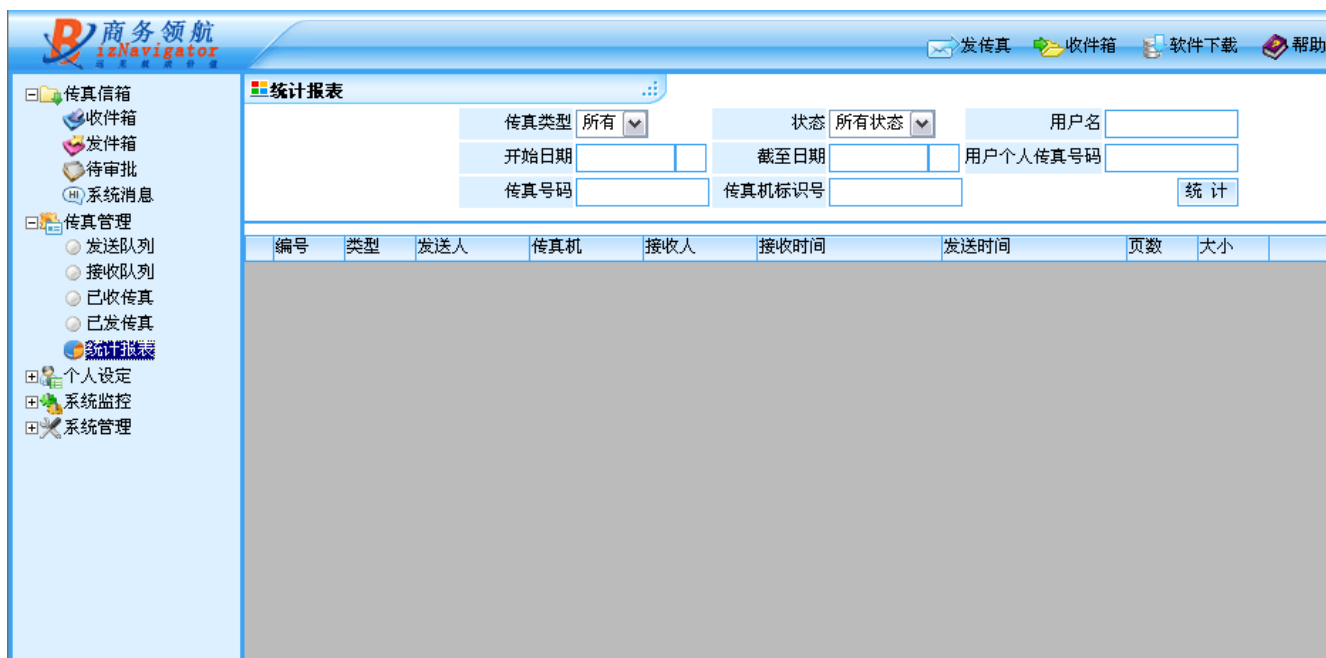 商务领航
izNavigator
发传真 收件箱 软件下载 帮助
传真信箱
收件箱
发件箱
待审批
HI 系统消息
传真管理
发送队列
接收队列
已收传真
已发传真
统计报表
个人设定
系统监控
系统管理
统计报表
传真类型 所有 状态 所有状态 用户名
开始日期 截至日期 用户个人传真号码
传真号码 传真机标识号 统 计
编号 类型 发送人 传真机 接收人 接收时间 发送时间 页数 大小